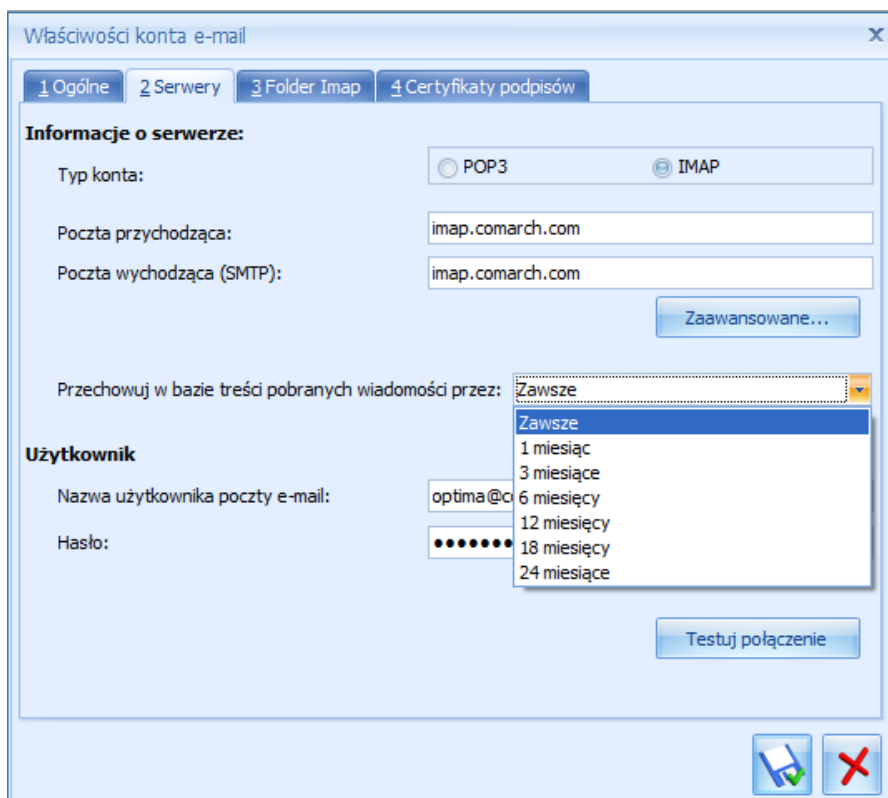 Właściwości konta e-mail
1 Ogólne 2 Serwery 3 Folder Imap 4 Certyfikaty podpisów
Informacje o serwerze:
Typ konta: POP3 IMAP
Poczta przychodząca: imap.comarch.com
Poczta wychodząca (SMTP): imap.comarch.com
Zaawansowane...
Przechowuj w bazie treści pobranych wiadomości przez: Zawsze
Zawsze
1 miesiąc
3 miesiące
6 miesięcy
12 miesięcy
18 miesięcy
24 miesiące
Użytkownik
Nazwa użytkownika poczty e-mail: optima@c
Hasło: ●●●●●●●
Testuj połączenie